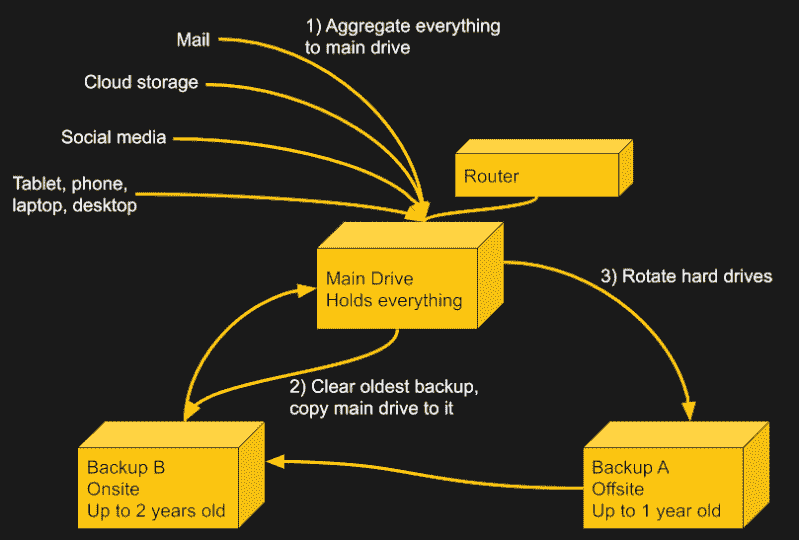 1) Aggregate everything
to main drive
Mail
Cloud storage
Social media
Tablet, phone,
laptop, desktop
Router
Main Drive
Holds everything
3) Rotate hard drives
2) Clear oldest backup,
copy main drive to it
Backup B
Onsite
Up to 2 years old
Backup A
Offsite
Up to 1 year old